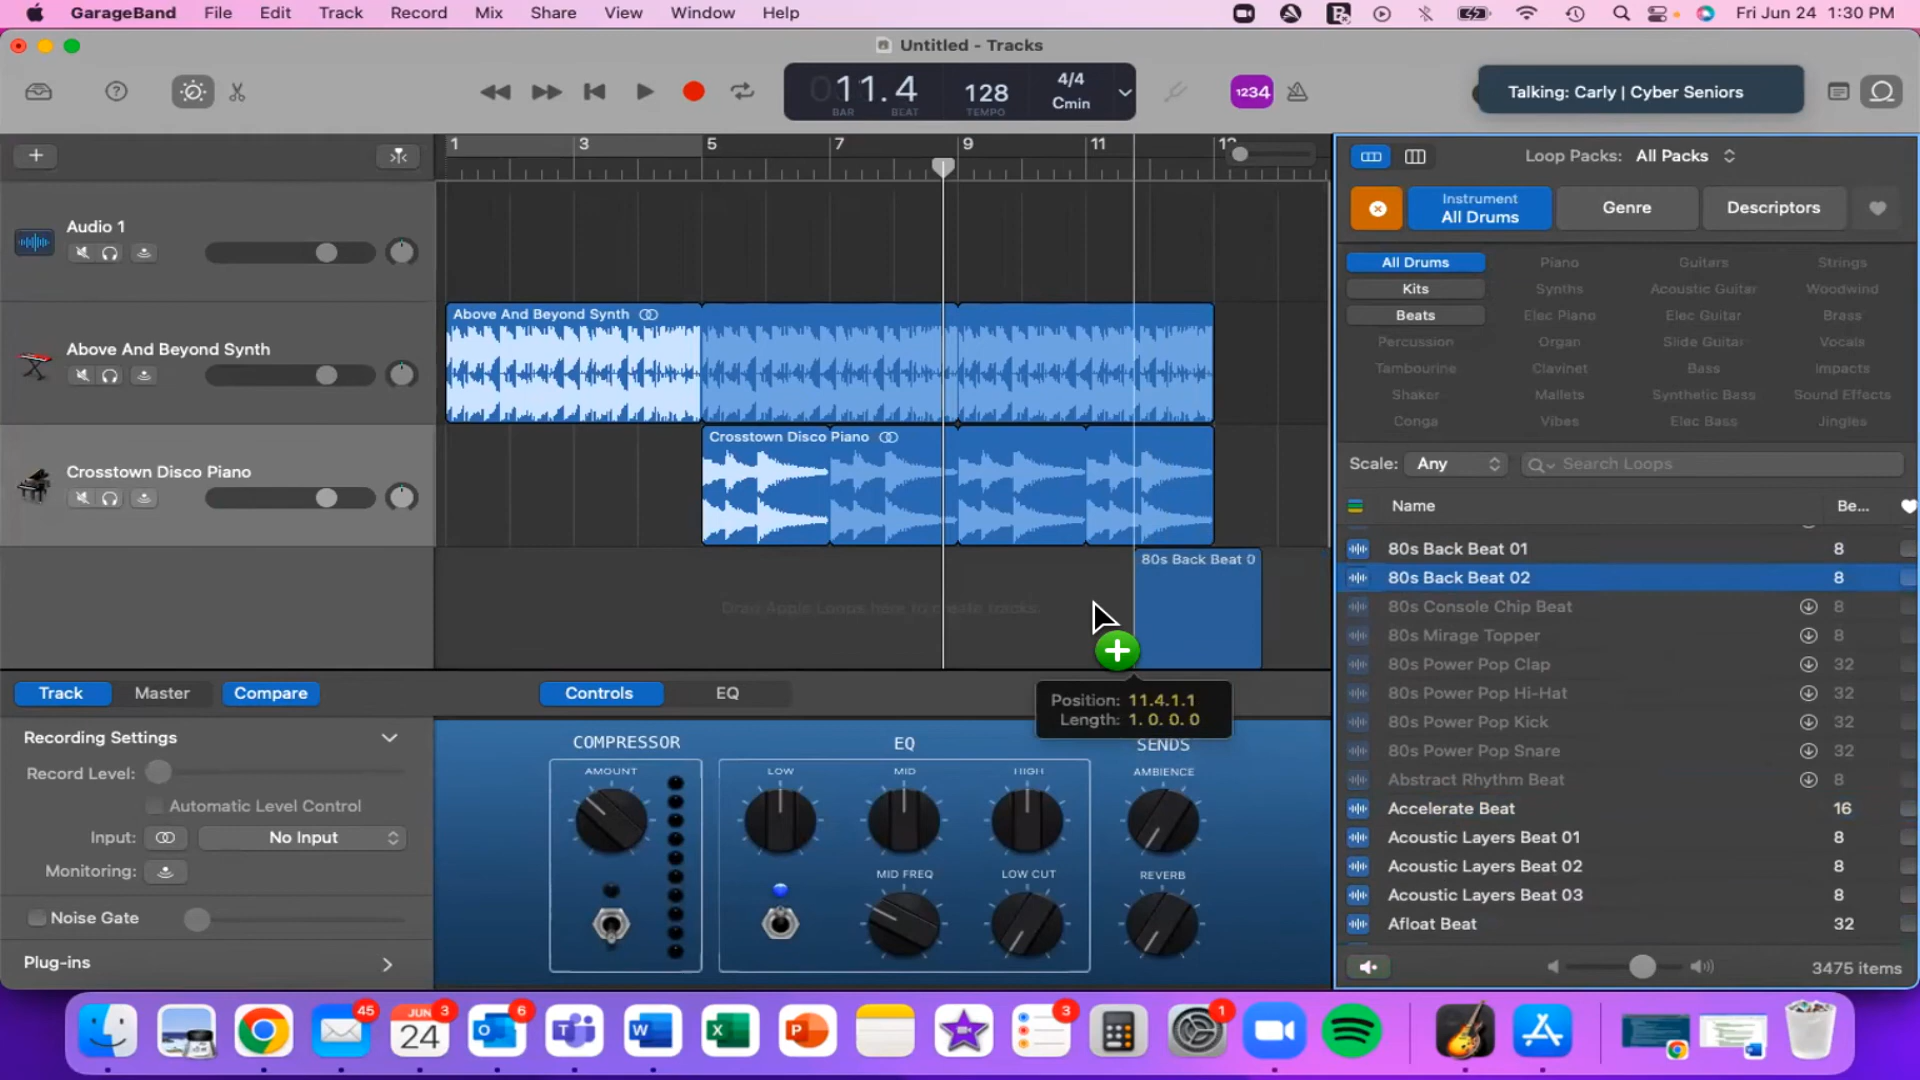 GarageBand File Edit Track Record Mix Share View Window Help Fri Jun 24 1:30 PM
Untitled - Tracks
011.4
BAR BEAT
128
TEMPO
4/4
Cmin
1234
Talking: Carly | Cyber Seniors
1 3 5 7 9 11
Loop Packs: All Packs
Instrument
All Drums
Genre
Descriptors
Audio 1
Above And Beyond Synth
Above And Beyond Synth
Crosstown Disco Piano
Crosstown Disco Piano
80s Back Beat 0
Drag Apple Loops here to create tracks.
Position: 11.4.1.1
Length: 1. 0. 0. 0
All Drums Piano Guitars Strings
Kits Synths Acoustic Guitar Woodwind
Beats Elec Piano Elec Guitar Brass
Percussion Organ Slide Guitar Vocals
Tambourine Clavinet Bass Impacts
Shaker Mallets Synthetic Bass Sound Effects
Conga Vibes Elec Bass Jingles
Scale: Any Search Loops
Name Be...
80s Back Beat 01 8
80s Back Beat 02 8
80s Console Chip Beat 8
80s Mirage Topper 8
80s Power Pop Clap 32
80s Power Pop Hi-Hat 32
80s Power Pop Kick 32
80s Power Pop Snare 32
Abstract Rhythm Beat 8
Accelerate Beat 16
Acoustic Layers Beat 01 8
Acoustic Layers Beat 02 8
Acoustic Layers Beat 03 8
Afloat Beat 32
3475 items
Track Master Compare
Controls EQ
Recording Settings
Record Level:
Automatic Level Control
Input: No Input
Monitoring:
Noise Gate
Plug-ins
COMPRESSOR
AMOUNT
EQ
LOW MID HIGH
MID FREQ LOW CUT
SENDS
AMBIENCE
REVERB
45
JUN 3
24
6
3
1